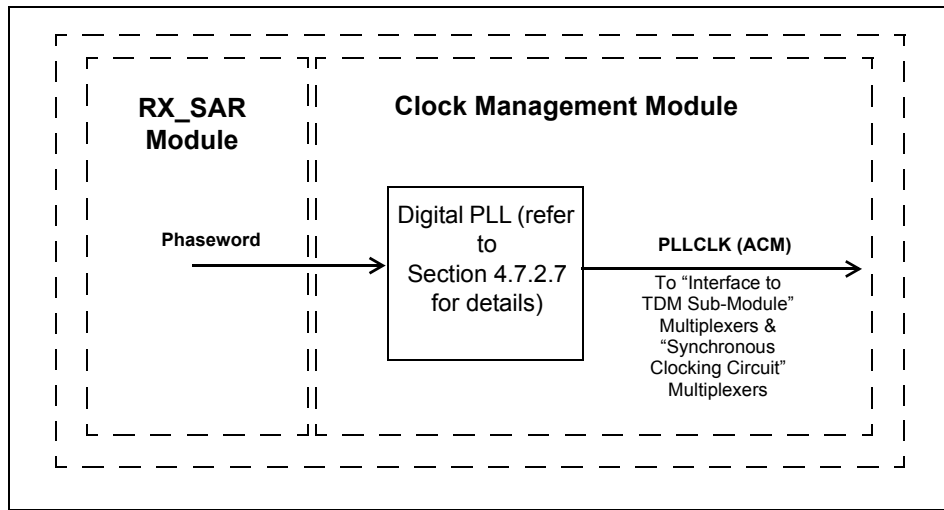 RX_SAR
Module
Clock Management Module
Phaseword
Digital PLL (refer
to
Section 4.7.2.7
for details)
PLLCLK (ACM)
To “Interface to
TDM Sub-Module”
Multiplexers &
“Synchronous
Clocking Circuit”
Multiplexers